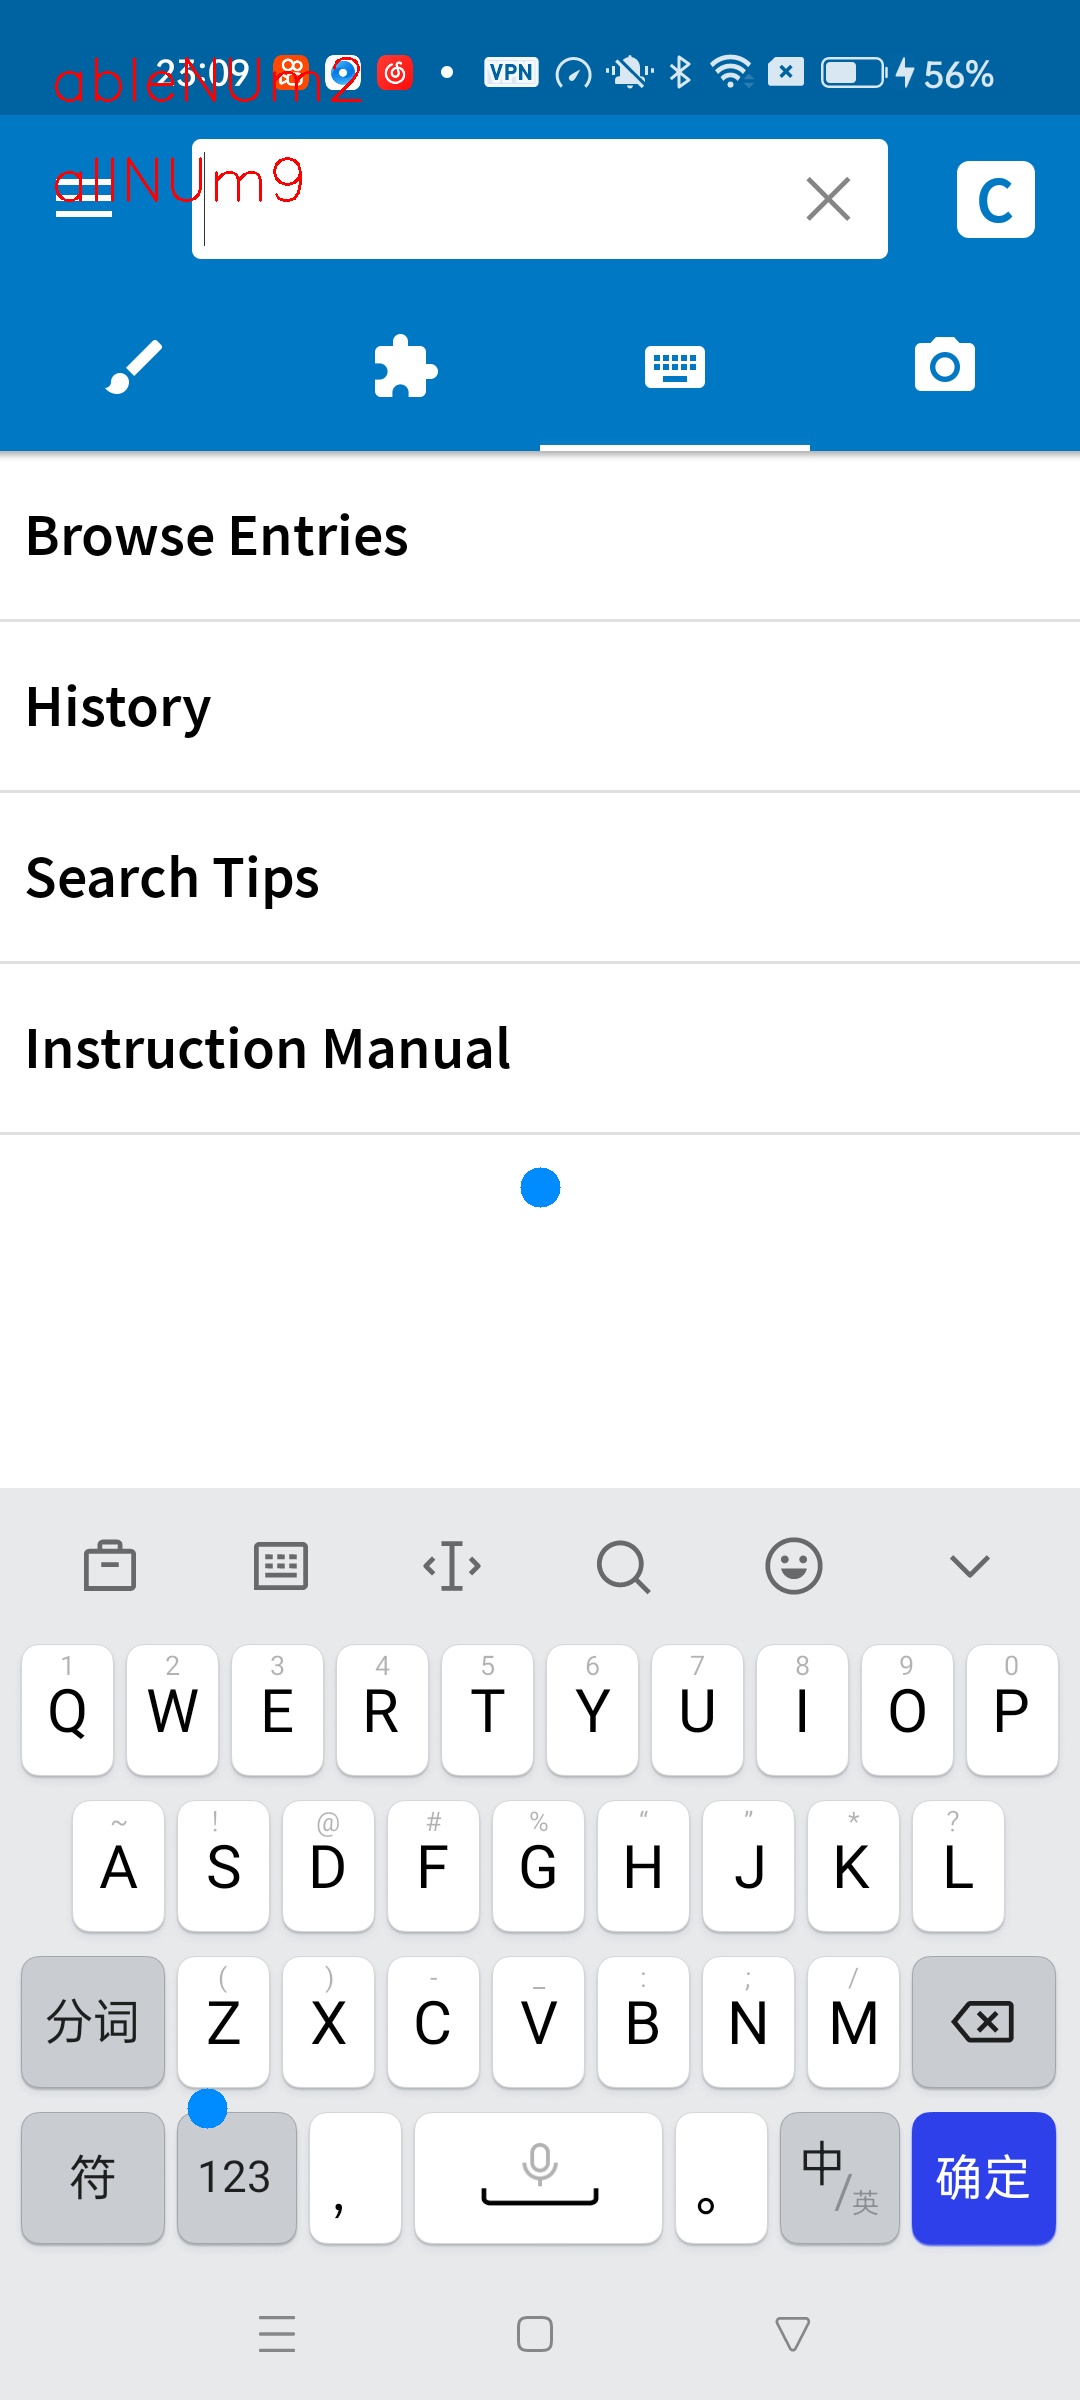 ableNUm2
23:09 VPN 56%
allNUm9
C
Browse Entries
History
Search Tips
Instruction Manual
1 2 3 4 5 6 7 8 9 0
Q W E R T Y U I O P
~ ! @ # % “ ” * ?
A S D F G H J K L
( ) - _ : ; /
分词 Z X C V B N M
符 123 , 。 中/英 确定